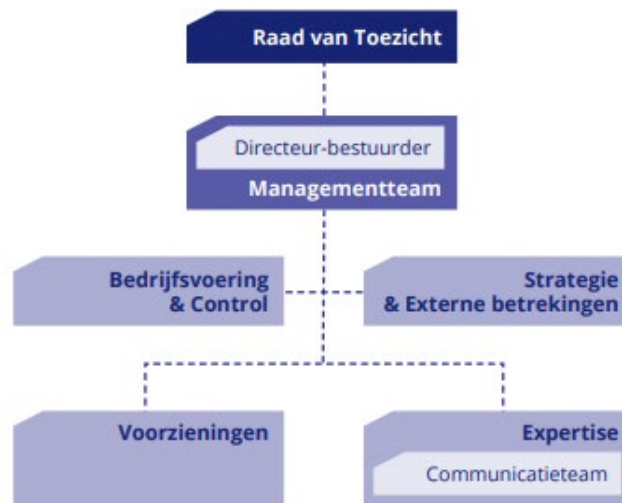 Raad van Toezicht
Directeur-bestuurder
Managementteam
Bedrijfsvoering
& Control
Strategie
& Externe betrekingen
Voorzieningen
Expertise
Communicatieteam